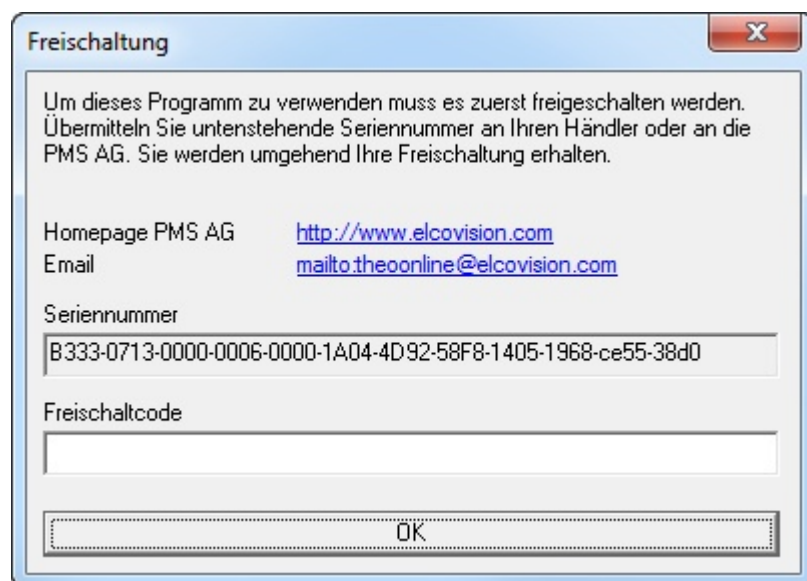 Freischaltung
Um dieses Programm zu verwenden muss es zuerst freigeschalten werden.
Übermitteln Sie untenstehende Seriennummer an Ihren Händler oder an die
PMS AG. Sie werden umgehend Ihre Freischaltung erhalten.
Homepage PMS AG http://www.elcovision.com
Email mailto:theoonline@elcovision.com
Seriennummer
B333-0713-0000-0006-0000-1A04-4D92-58F8-1405-1968-ce55-38d0
Freischaltcode
OK